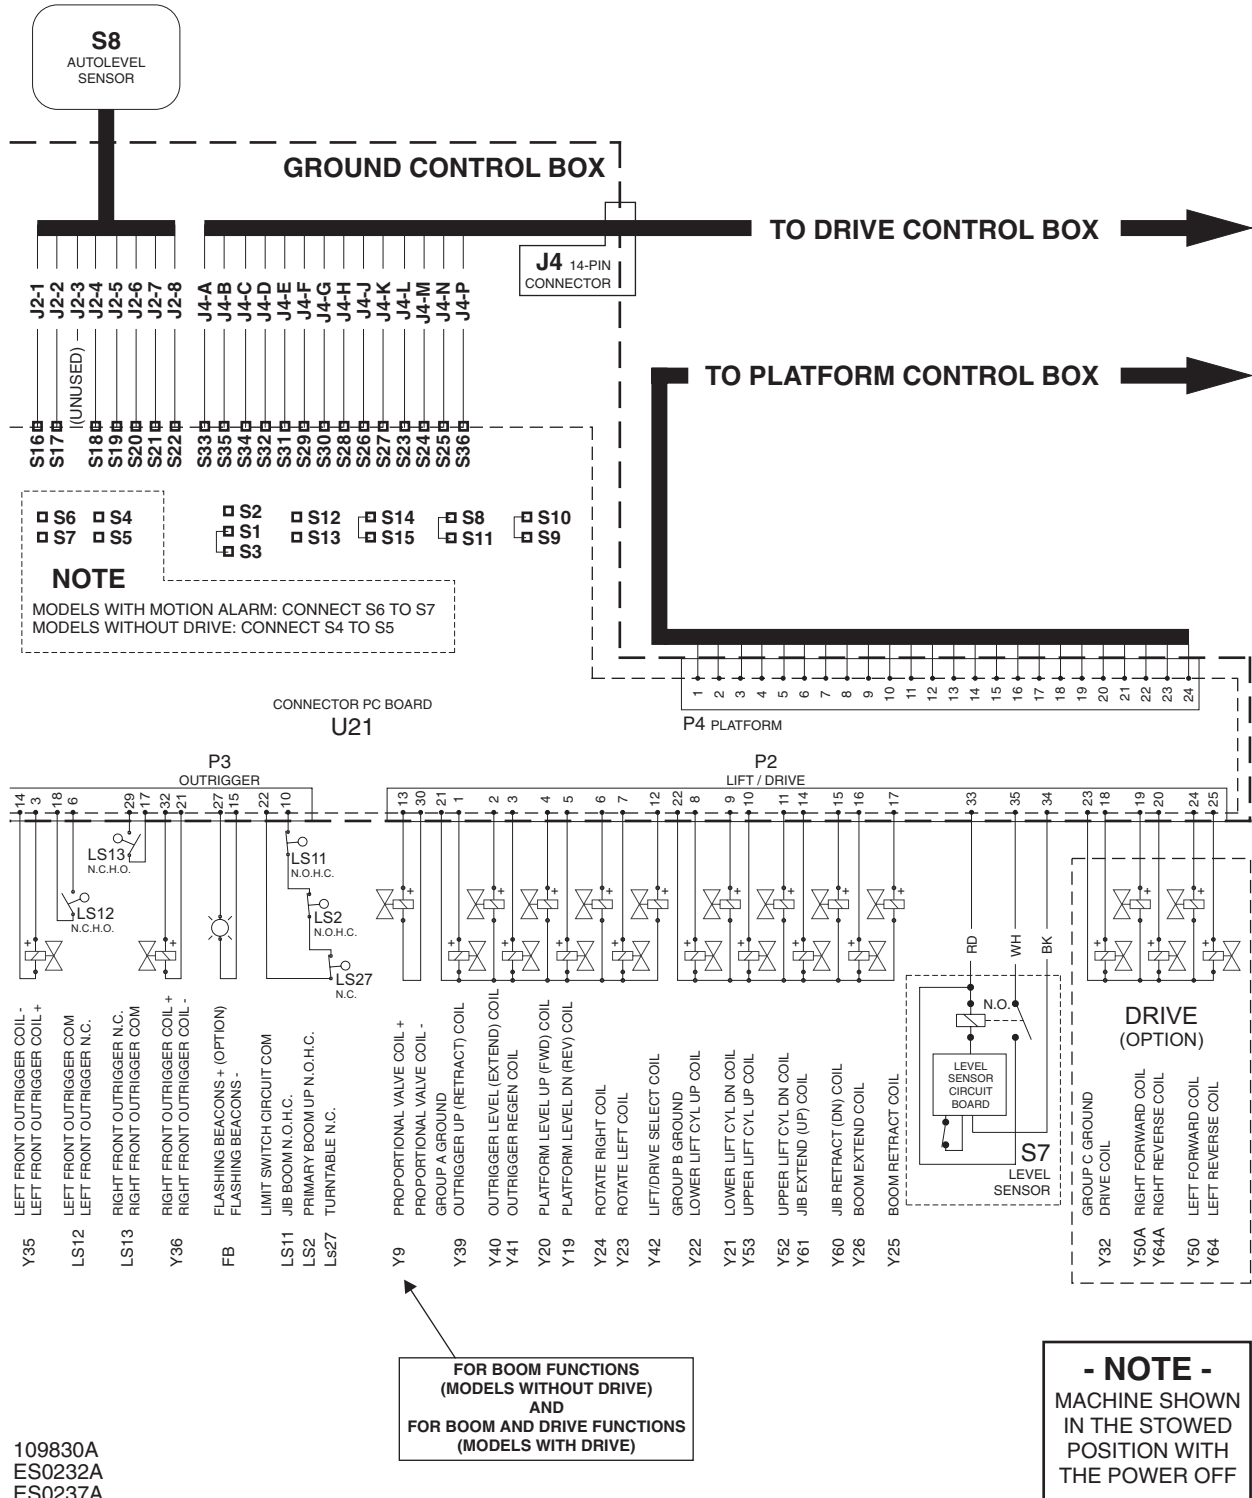 S8
AUTOLEVEL
SENSOR
GROUND CONTROL BOX
TO DRIVE CONTROL BOX
J4 14-PIN
CONNECTOR
J2-1
J2-2
J2-3
J2-4
J2-5
J2-6
J2-7
J2-8
J4-A
J4-B
J4-C
J4-D
J4-E
J4-F
J4-G
J4-H
J4-J
J4-K
J4-L
J4-M
J4-N
J4-P
(UNUSED)
TO PLATFORM CONTROL BOX
S16
S17
S18
S19
S20
S21
S22
S33
S35
S34
S32
S31
S29
S30
S28
S26
S27
S23
S24
S25
S36
S6 S4
S7 S5
S2
S1
S3
S12
S13
S14
S15
S8
S11
S10
S9
NOTE
MODELS WITH MOTION ALARM: CONNECT S6 TO S7
MODELS WITHOUT DRIVE: CONNECT S4 TO S5
1 2 3 4 5 6 7 8 9 10 11 12 13 14 15 16 17 18 19 20 21 22 23 24
P4 PLATFORM
CONNECTOR PC BOARD
U21
P3
OUTRIGGER
P2
LIFT / DRIVE
14 3 18 6 29 17 32 21 27 15 22 10
13 30 21 1 2 3 4 5 6 7 12 22 8 9 10 11 14 15 16 17 33 35 34 23 18 19 20 24 25
LS13
N.C.H.O.
LS12
N.C.H.O.
LS11
N.O.H.C.
LS2
N.O.H.C.
LS27
N.C.
+ + + + + + + + + + + + + + + + + + + + + + + +
RD
WH
BK
N.O.
LEVEL
SENSOR
CIRCUIT
BOARD
S7
LEVEL
SENSOR
DRIVE
(OPTION)
LEFT FRONT OUTRIGGER COIL -
LEFT FRONT OUTRIGGER COIL +
LEFT FRONT OUTRIGGER COM
LEFT FRONT OUTRIGGER N.C.
RIGHT FRONT OUTRIGGER N.C.
RIGHT FRONT OUTRIGGER COM
RIGHT FRONT OUTRIGGER COIL +
RIGHT FRONT OUTRIGGER COIL -
FLASHING BEACONS + (OPTION)
FLASHING BEACONS -
LIMIT SWITCH CIRCUIT COM
JIB BOOM N.O.H.C.
PRIMARY BOOM UP N.O.H.C.
TURNTABLE N.C.
PROPORTIONAL VALVE COIL +
PROPORTIONAL VALVE COIL -
GROUP A GROUND
OUTRIGGER UP (RETRACT) COIL
OUTRIGGER LEVEL (EXTEND) COIL
OUTRIGGER REGEN COIL
PLATFORM LEVEL UP (FWD) COIL
PLATFORM LEVEL DN (REV) COIL
ROTATE RIGHT COIL
ROTATE LEFT COIL
LIFT/DRIVE SELECT COIL
GROUP B GROUND
LOWER LIFT CYL UP COIL
LOWER LIFT CYL DN COIL
UPPER LIFT CYL UP COIL
UPPER LIFT CYL DN COIL
JIB EXTEND (UP) COIL
JIB RETRACT (DN) COIL
BOOM EXTEND COIL
BOOM RETRACT COIL
GROUP C GROUND
DRIVE COIL
RIGHT FORWARD COIL
RIGHT REVERSE COIL
LEFT FORWARD COIL
LEFT REVERSE COIL
Y35
LS12
LS13
Y36
FB
LS11
LS2
Ls27
Y9
Y39
Y40
Y41
Y20
Y19
Y24
Y23
Y42
Y22
Y21
Y53
Y52
Y61
Y60
Y26
Y25
Y32
Y50A
Y64A
Y50
Y64
FOR BOOM FUNCTIONS
(MODELS WITHOUT DRIVE)
AND
FOR BOOM AND DRIVE FUNCTIONS
(MODELS WITH DRIVE)
- NOTE -
MACHINE SHOWN
IN THE STOWED
POSITION WITH
THE POWER OFF
109830A
ES0232A
ES0237A